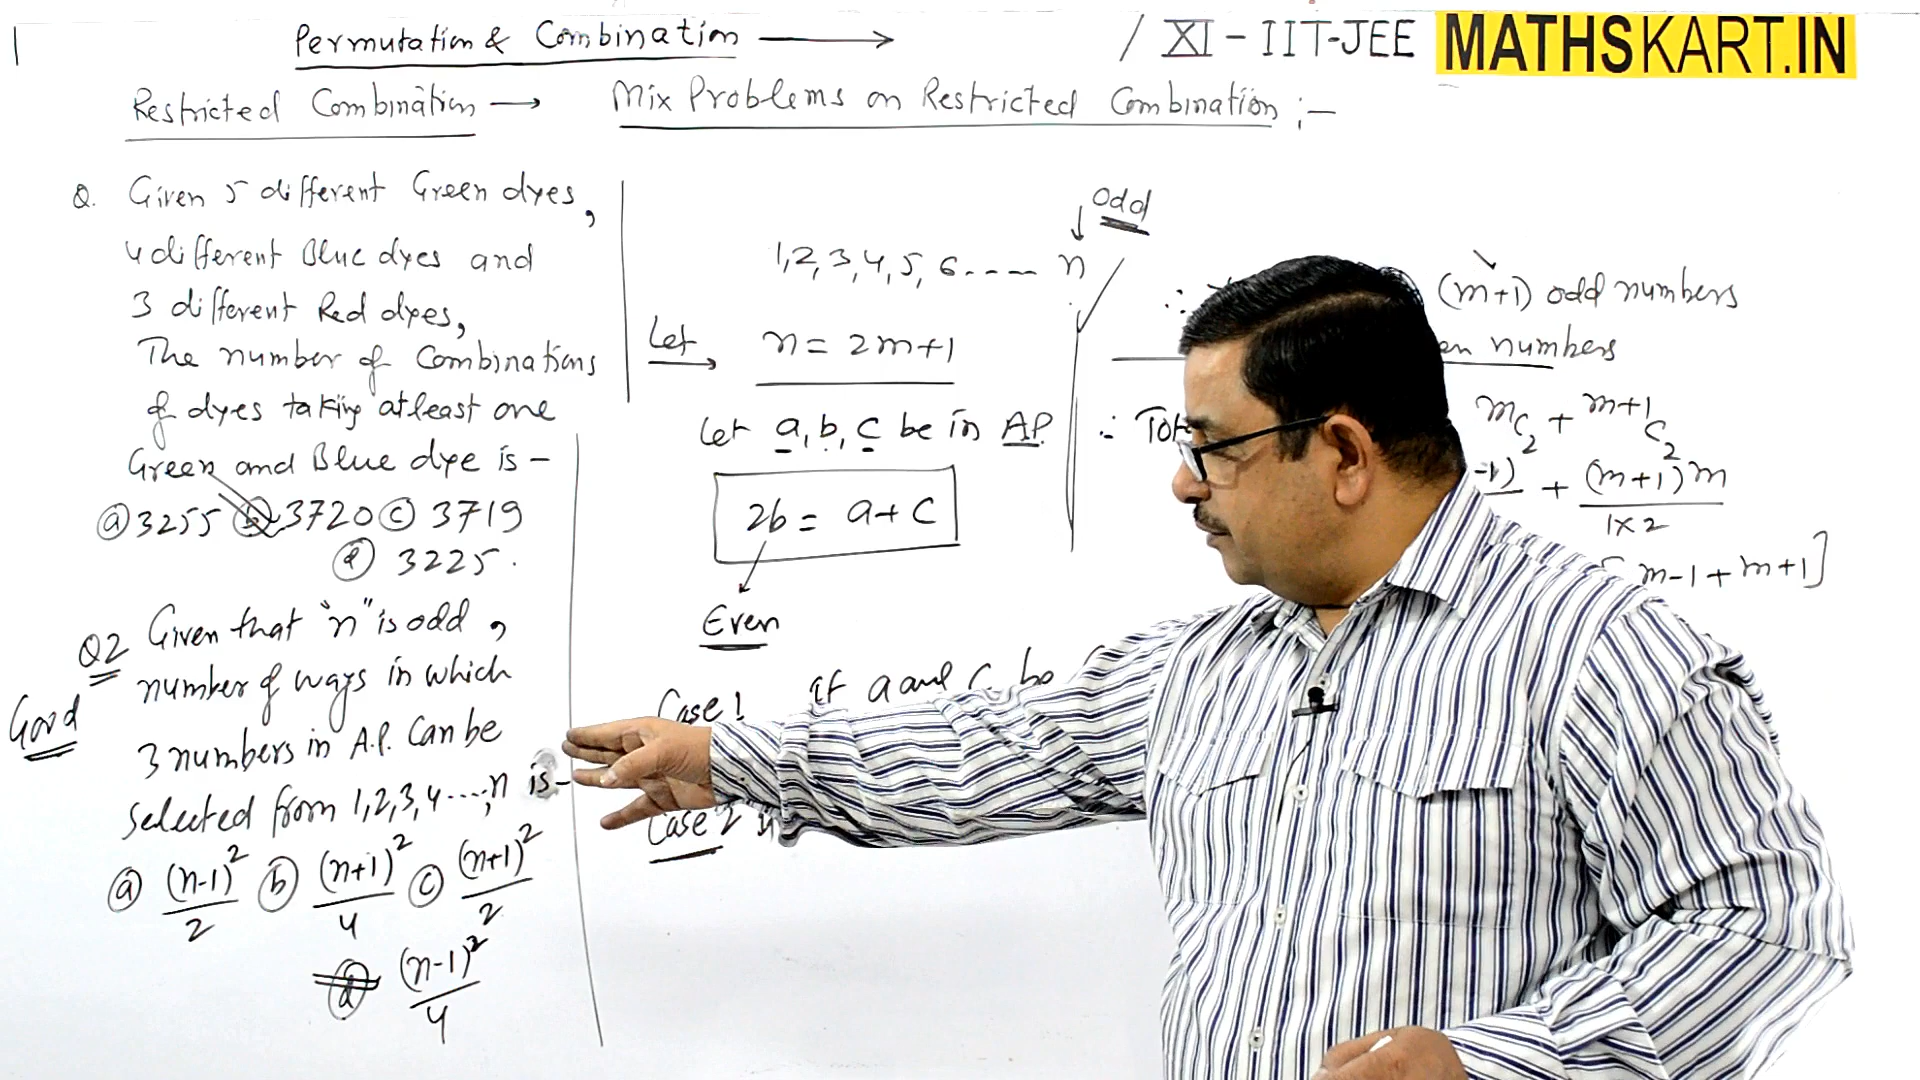 Permutation & Combination → / XI - IIT-JEE MATHSKART.IN
Restricted Combination → Mix Problems on Restricted Combination :-
Q. Given 5 different Green dyes,
4 different Blue dyes and
3 different Red dyes,
The number of Combinations
of dyes taking atleast one
Green and Blue dye is -
(a) 3255 (b) 3720 (c) 3719
(d) 3225.
Q2 Given that "n" is odd,
number of ways in which
Good
3 numbers in A.P. Can be
selected from 1,2,3,4....,n is-
(a) (n-1)²/2 (b) (n+1)²/4 (c) (n+1)²/2
(d) (n-1)²/4
Odd
1,2,3,4,5,6..... n
Let n = 2m+1
Let a, b, c be in A.P.
2b = a+c
Even
Case 1 If a and c be
Case 2
∴ (m+1) odd numbers
numbers
∴ mC2 + m+1C2
-1)² + (m+1)m/1×2
m-1+m+1]